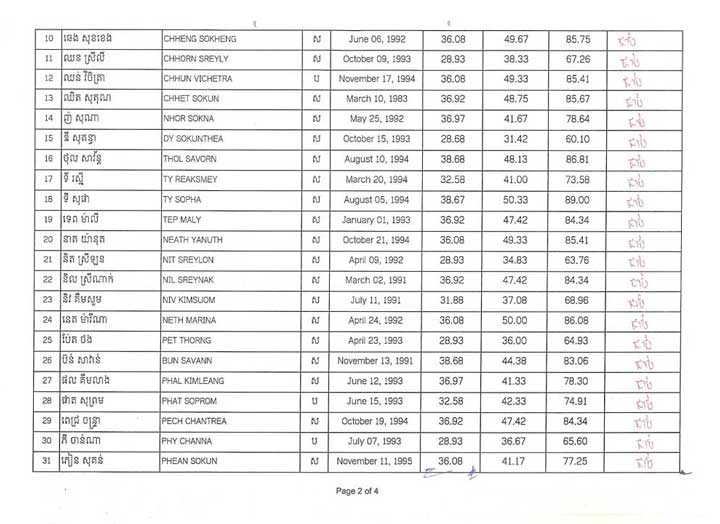 10 ឆេង សុខខេង CHHENG SOKHENG ស June 06, 1992 36.08 49.67 85.75 ជាប់
11 ឈន ស្រីលី CHHORN SREYLY ស October 09, 1993 28.93 38.33 67.26 ជាប់
12 ឈន់ វិចិត្រា CHHUN VICHETRA ប November 17, 1994 36.08 49.33 85.41 ជាប់
13 ឈិត សុគុណ CHHET SOKUN ស March 10, 1983 36.92 48.75 85.67 ជាប់
14 ញ៉ សុណា NHOR SOKNA ស May 25, 1992 36.97 41.67 78.64 ជាប់
15 ឌី សុគន្ធា DY SOKUNTHEA ស October 15, 1993 28.68 31.42 60.10 ជាប់
16 ថុល សាវ័ន្ត THOL SAVORN ស August 10, 1994 38.68 48.13 86.81 ជាប់
17 ទី រស្មី TY REAKSMEY ស March 20, 1994 32.58 41.00 73.58 ជាប់
18 ទី សុផា TY SOPHA ស August 05, 1994 38.67 50.33 89.00 ជាប់
19 ទេព ម៉ាលី TEP MALY ស January 01, 1993 36.92 47.42 84.34 ជាប់
20 នាត យ៉ានុត NEATH YANUTH ស October 21, 1994 36.08 49.33 85.41 ជាប់
21 និត ស្រីឡន NIT SREYLON ស April 09, 1992 28.93 34.83 63.76 ជាប់
22 និល ស្រីណាក់ NIL SREYNAK ស March 02, 1991 36.92 47.42 84.34 ជាប់
23 និវ គឹមសួម NIV KIMSUOM ស July 11, 1991 31.88 37.08 68.96 ជាប់
24 នេត ម៉ារីណា NETH MARINA ស April 24, 1992 36.08 50.00 86.08 ជាប់
25 ប៉ែត ថង PET THORNG ស April 23, 1993 28.93 36.00 64.93 ជាប់
26 ប៊ន់ សាវ៉ាន់ BUN SAVANN ស November 13, 1991 38.68 44.38 83.06 ជាប់
27 ផល គឹមលាង PHAL KIMLEANG ស June 12, 1993 36.97 41.33 78.30 ជាប់
28 ផាត សុព្រម PHAT SOPROM ប June 15, 1993 32.58 42.33 74.91 ជាប់
29 ពេជ្រ ចន្ត្រា PECH CHANTREA ស October 19, 1994 36.92 47.42 84.34 ជាប់
30 ភី ចាន់ណា PHY CHANNA ប July 07, 1993 28.93 36.67 65.60 ជាប់
31 ភឿន សុគន់ PHEAN SOKUN ស November 11, 1995 36.08 41.17 77.25 ជាប់
Page 2 of 4